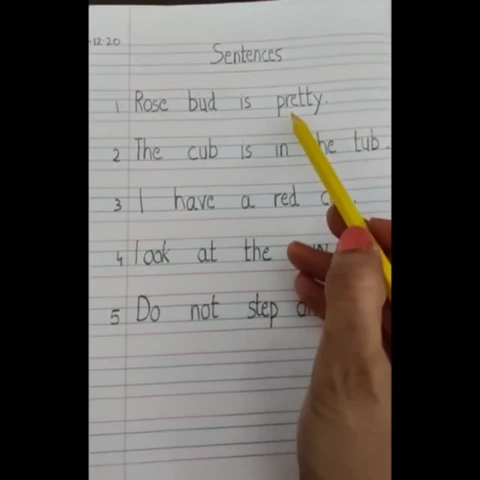 -12-20
Sentences
1 Rose bud is pretty.
2 The cub is in the tub.
3 I have a red
4 look at the
5 Do not step